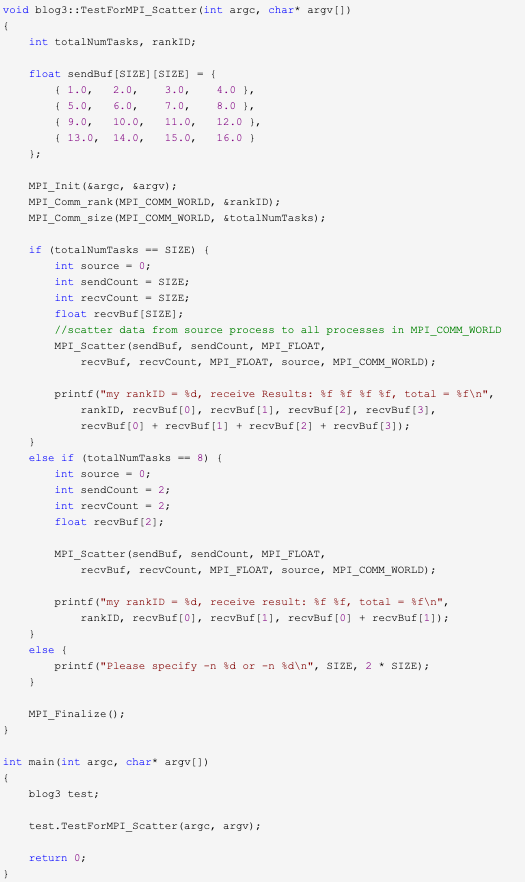 void blog3::TestForMPI_Scatter(int argc, char* argv[])
{
    int totalNumTasks, rankID;

    float sendBuf[SIZE][SIZE] = {
        { 1.0,   2.0,    3.0,    4.0 },
        { 5.0,   6.0,    7.0,    8.0 },
        { 9.0,   10.0,   11.0,   12.0 },
        { 13.0,  14.0,   15.0,   16.0 }
    };

    MPI_Init(&argc, &argv);
    MPI_Comm_rank(MPI_COMM_WORLD, &rankID);
    MPI_Comm_size(MPI_COMM_WORLD, &totalNumTasks);

    if (totalNumTasks == SIZE) {
        int source = 0;
        int sendCount = SIZE;
        int recvCount = SIZE;
        float recvBuf[SIZE];
        //scatter data from source process to all processes in MPI_COMM_WORLD
        MPI_Scatter(sendBuf, sendCount, MPI_FLOAT,
            recvBuf, recvCount, MPI_FLOAT, source, MPI_COMM_WORLD);

        printf("my rankID = %d, receive Results: %f %f %f %f, total = %f\n",
            rankID, recvBuf[0], recvBuf[1], recvBuf[2], recvBuf[3],
            recvBuf[0] + recvBuf[1] + recvBuf[2] + recvBuf[3]);
    }
    else if (totalNumTasks == 8) {
        int source = 0;
        int sendCount = 2;
        int recvCount = 2;
        float recvBuf[2];

        MPI_Scatter(sendBuf, sendCount, MPI_FLOAT,
            recvBuf, recvCount, MPI_FLOAT, source, MPI_COMM_WORLD);

        printf("my rankID = %d, receive result: %f %f, total = %f\n",
            rankID, recvBuf[0], recvBuf[1], recvBuf[0] + recvBuf[1]);
    }
    else {
        printf("Please specify -n %d or -n %d\n", SIZE, 2 * SIZE);
    }

    MPI_Finalize();
}

int main(int argc, char* argv[])
{
    blog3 test;

    test.TestForMPI_Scatter(argc, argv);

    return 0;
}